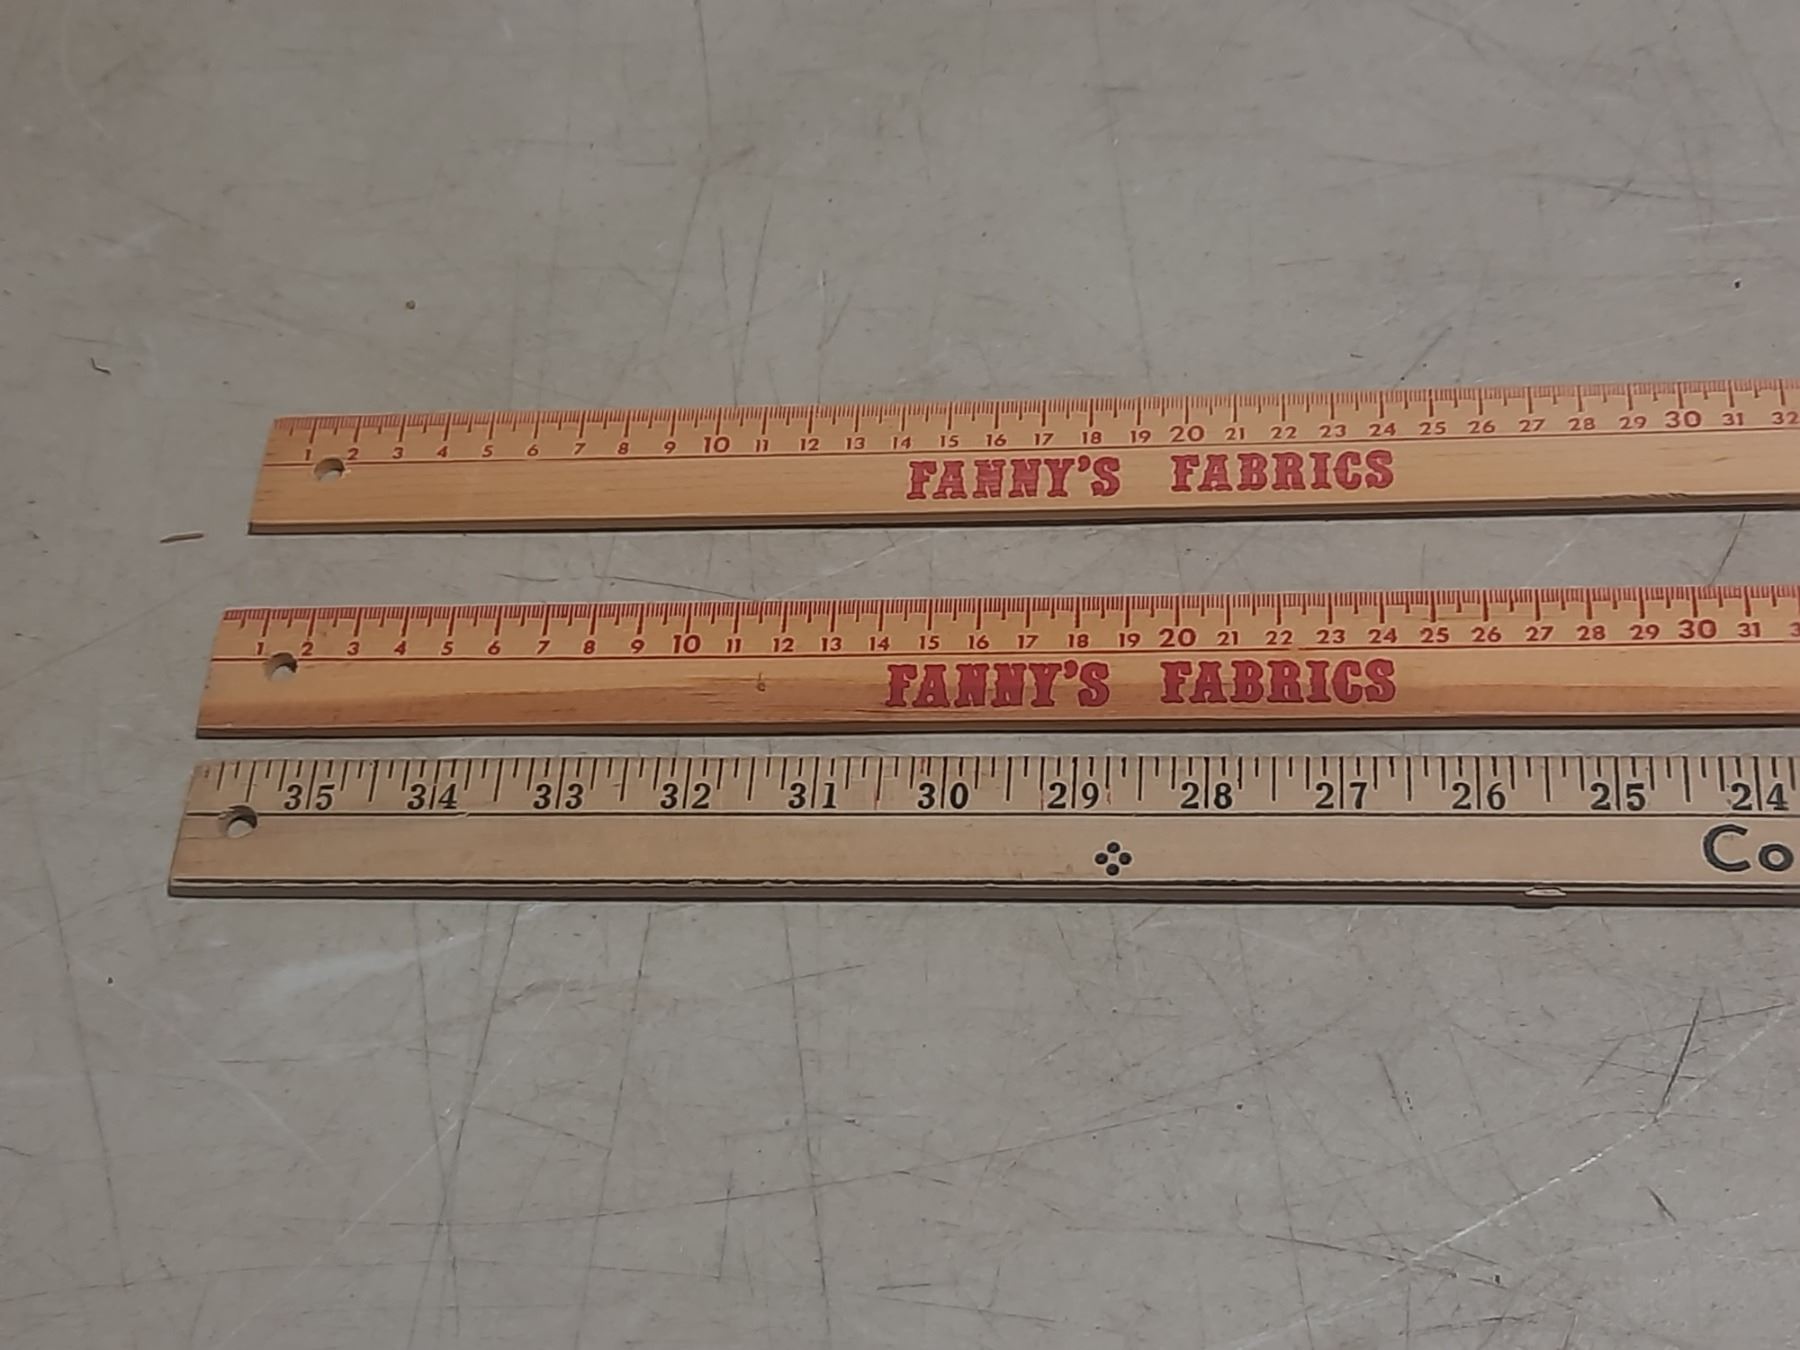 1 2 3 4 5 6 7 8 9 10 11 12 13 14 15 16 17 18 19 20 21 22 23 24 25 26 27 28 29 30 31 32
FANNY'S FABRICS
1 2 3 4 5 6 7 8 9 10 11 12 13 14 15 16 17 18 19 20 21 22 23 24 25 26 27 28 29 30 31 3
FANNY'S FABRICS
35 34 33 32 31 30 29 28 27 26 25 24
Co